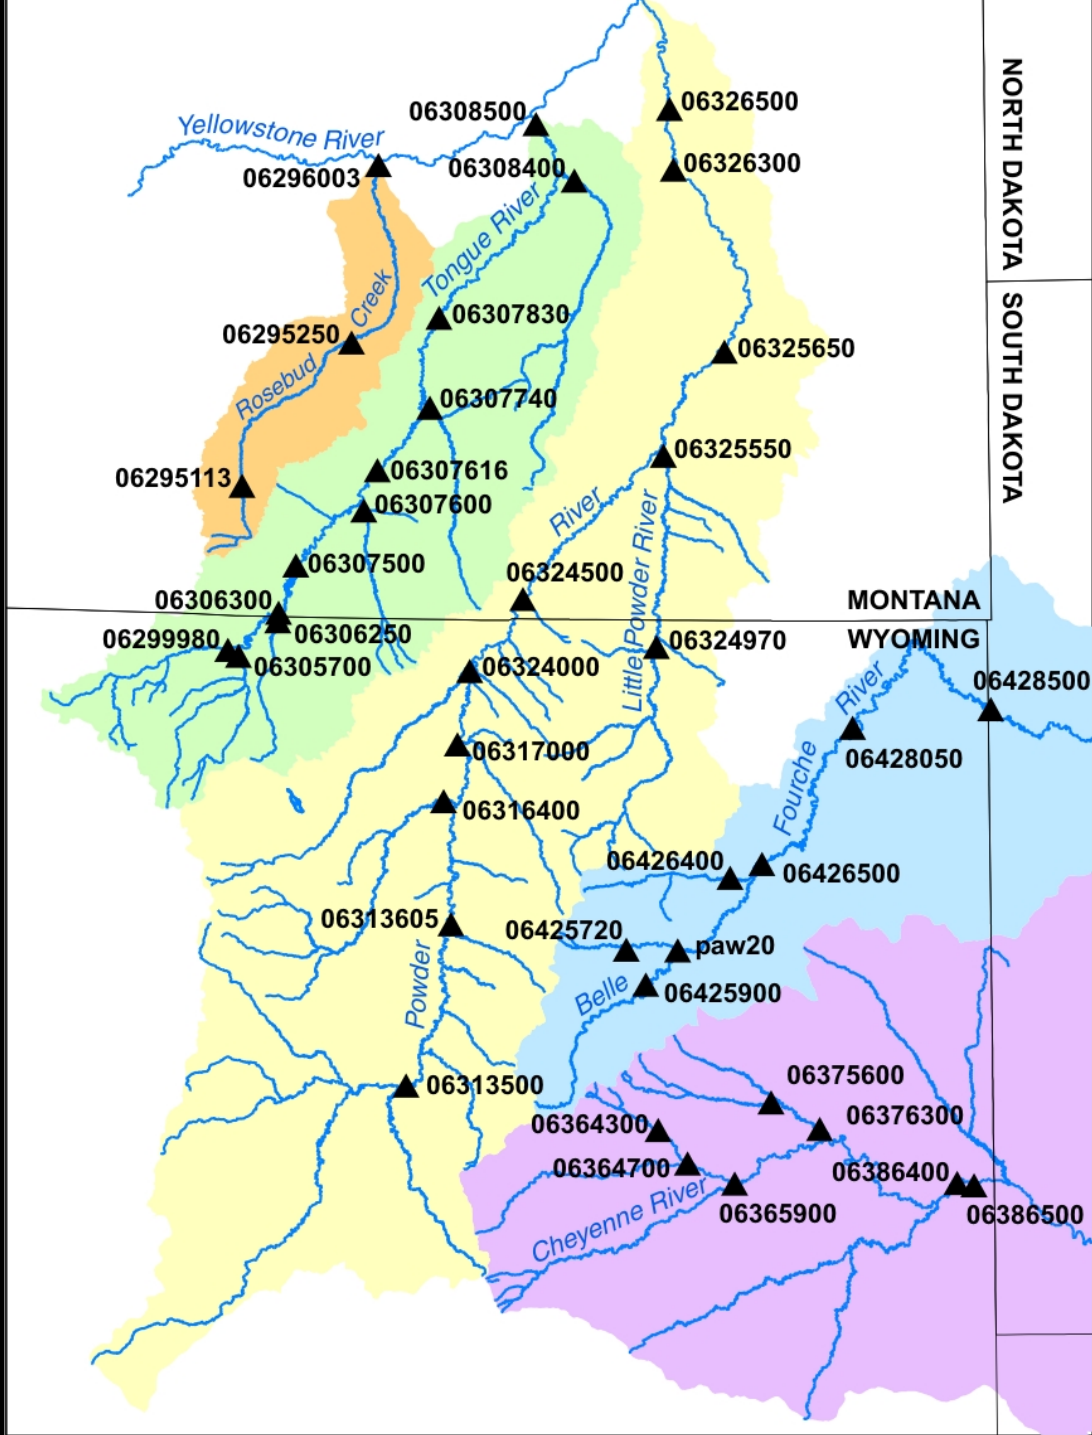 NORTH DAKOTA
06326500
06308500
Yellowstone River
06326300
06308400
06296003
Tongue River
Creek
SOUTH DAKOTA
06307830
06295250
06325650
Rosebud
06307740
06325550
06307616
06295113
River
06307600
Little Powder River
06307500
06324500
06306300
MONTANA
06306250
06299980
WYOMING
06324970
06305700
06324000
06428500
River
06317000
06428050
Fourche
06316400
06426400
06426500
06313605
06425720
paw20
Powder
Belle
06425900
06313500
06375600
06376300
06364300
06364700
06386400
Cheyenne River
06365900
06386500